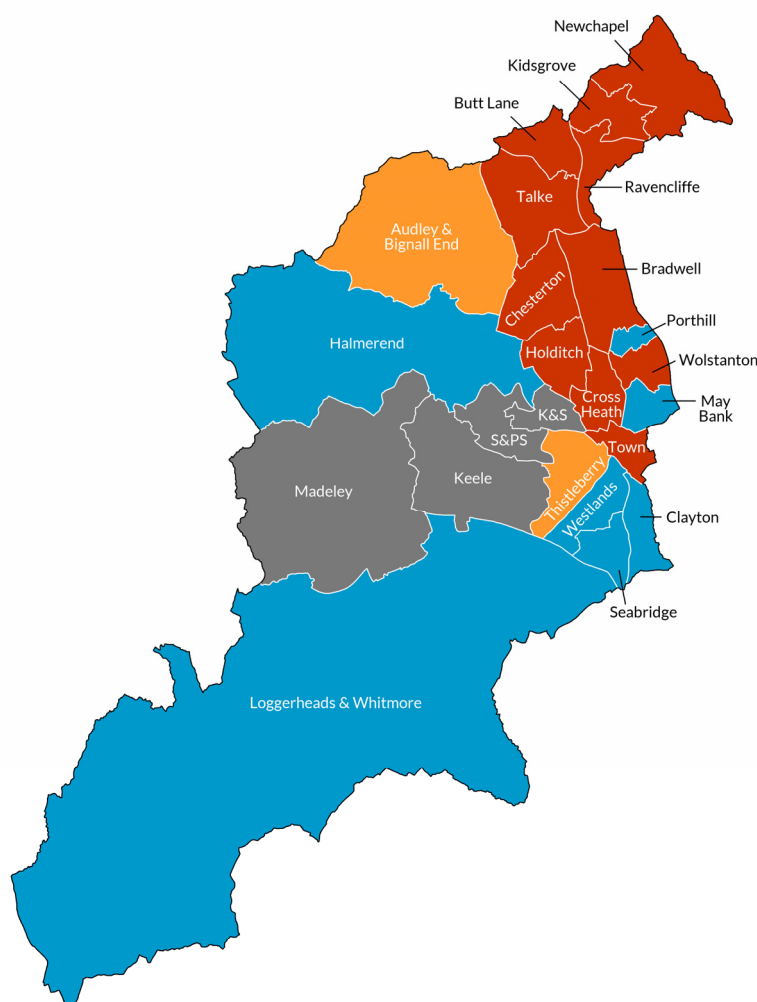 Newchapel
Kidsgrove
Butt Lane
Ravencliffe
Talke
Audley &
Bignall End
Bradwell
Chesterton
Porthill
Halmerend
Holditch
Wolstanton
Cross
Heath
May
Bank
K&S
S&PS
Town
Keele
Madeley
Thistleberry
Westlands
Clayton
Seabridge
Loggerheads & Whitmore